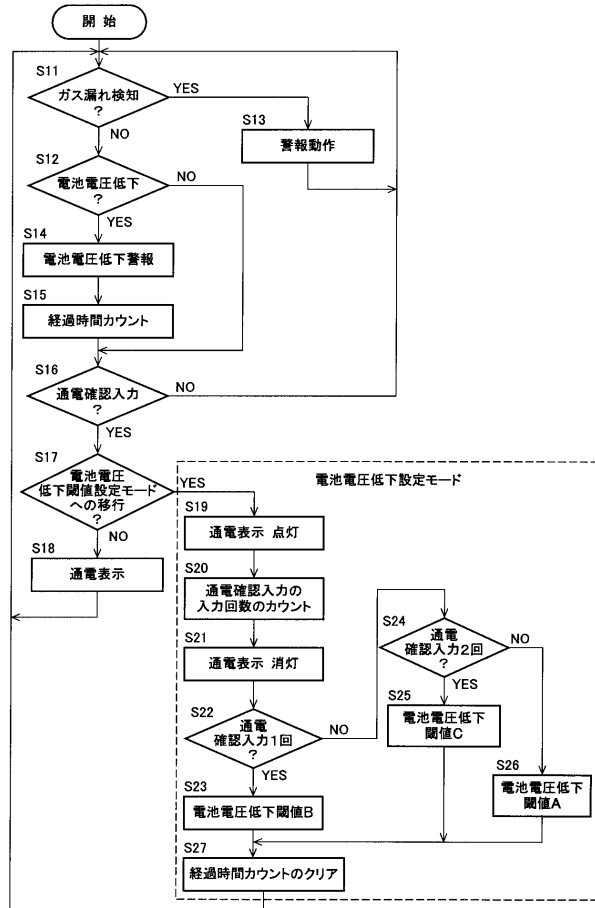 開 始
S11
ガス漏れ検知
?
YES
NO
S13
警報動作
S12
電池電圧低下
?
NO
YES
S14
電池電圧低下警報
S15
経過時間カウント
S16
通電確認入力
?
NO
YES
S17
電池電圧
低下閾値設定モード
への移行
?
YES
NO
S18
通電表示
電池電圧低下設定モード
S19
通電表示 点灯
S20
通電確認入力の
入力回数のカウント
S21
通電表示 消灯
S22
通電
確認入力1回
?
NO
YES
S23
電池電圧低下閾値B
S24
通電
確認入力2回
?
NO
YES
S25
電池電圧低下
閾値C
S26
電池電圧低下
閾値A
S27
経過時間カウントのクリア